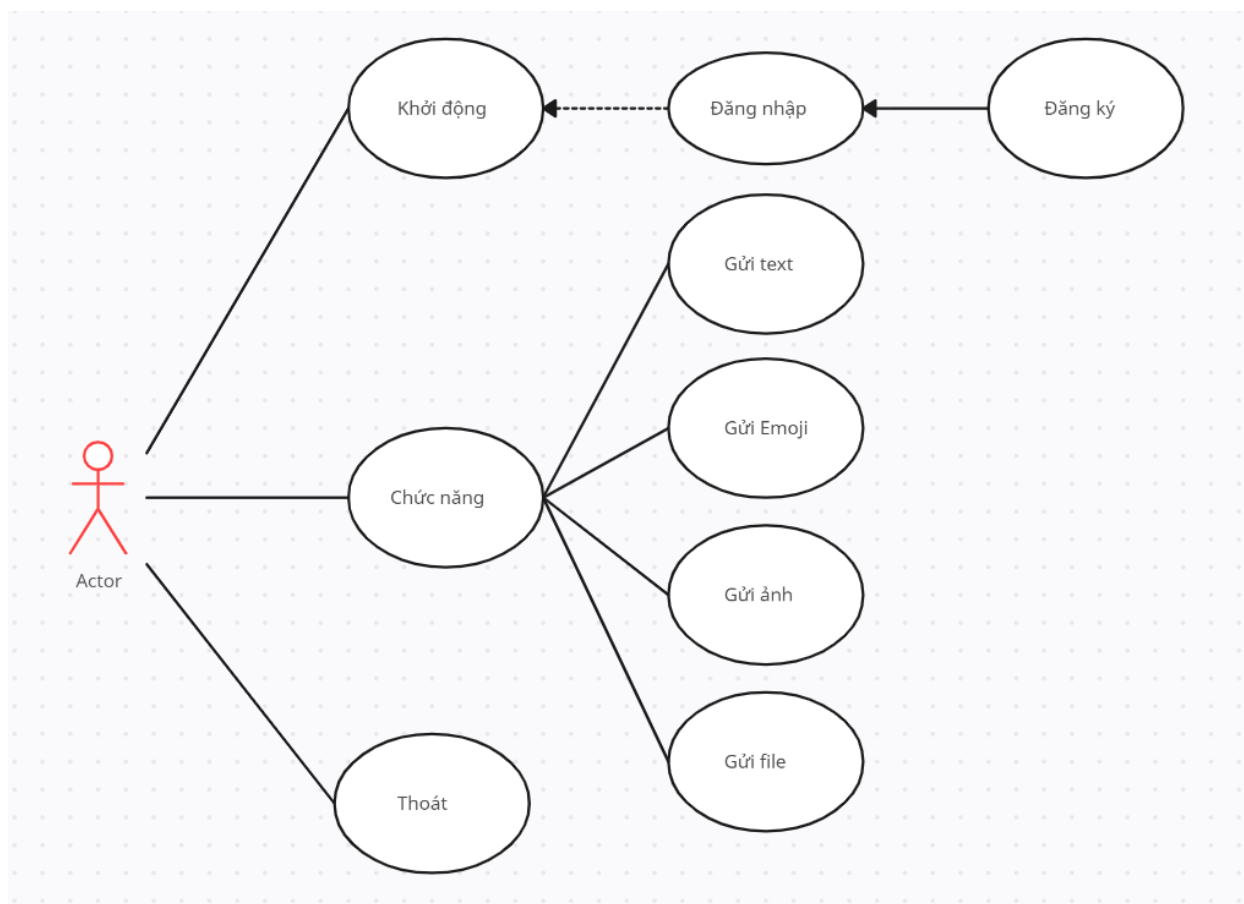 Khởi động
Đăng nhập
Đăng ký
Gửi text
Gửi Emoji
Chức năng
Actor
Gửi ảnh
Gửi file
Thoát